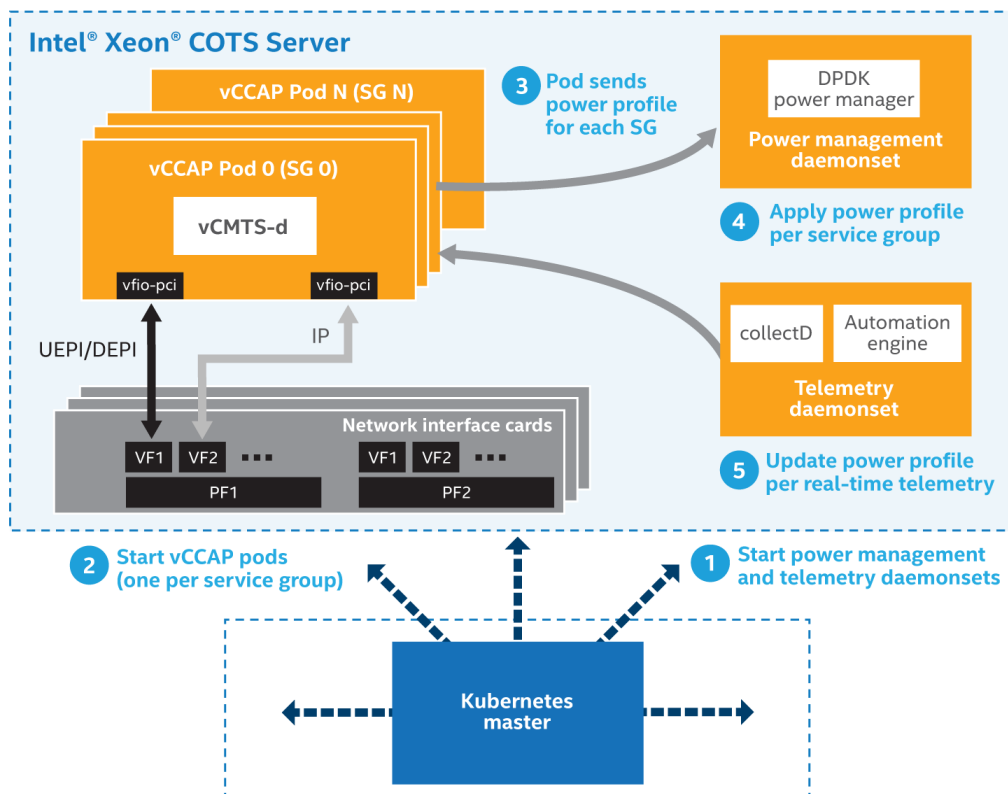 Intel® Xeon® COTS Server
vCCAP Pod N (SG N)
vCCAP Pod 0 (SG 0)
vCMTS-d
vfio-pci
vfio-pci
UEPI/DEPI
IP
Network interface cards
VF1
VF2
...
PF1
VF1
VF2
...
PF2
3
Pod sends
power profile
for each SG
DPDK
power manager
Power management
daemonset
4
Apply power profile
per service group
collectD
Automation
engine
Telemetry
daemonset
5
Update power profile
per real-time telemetry
2
Start vCCAP pods
(one per service group)
1
Start power management
and telemetry daemonsets
Kubernetes
master